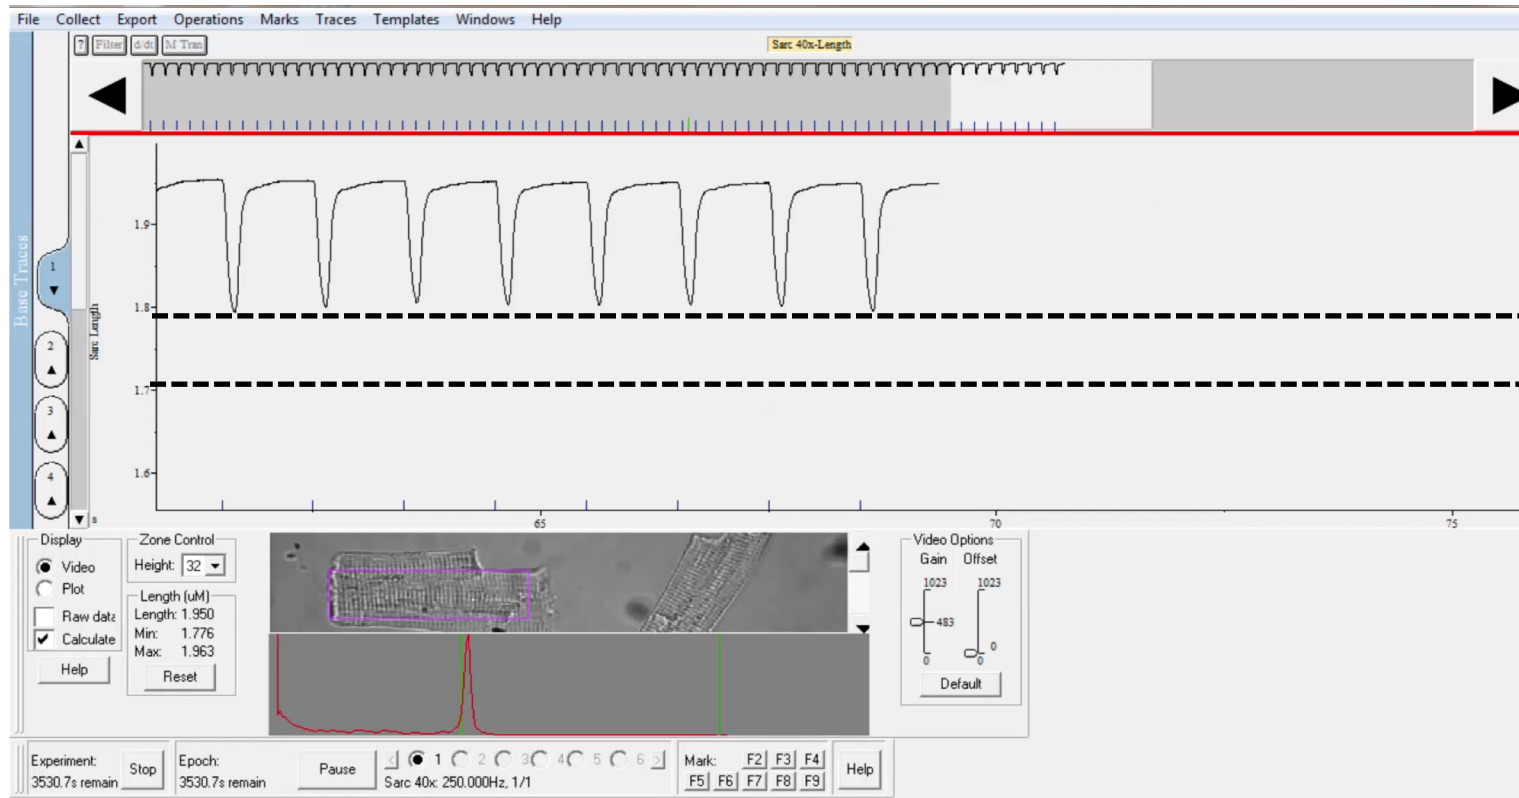 File Collect Export Operations Marks Traces Templates Windows Help
? Filter d/dt M Tran Sarc 40x-Length
Base Traces
1
2
3
4
Sarc Length
1.9
1.8
1.7
1.6
s 65 70 75
Display
Video
Plot
Raw data
Calculate
Help
Zone Control
Height: 32
Length (uM)
Length: 1.950
Min: 1.776
Max: 1.963
Reset
Video Options
Gain Offset
1023 1023
483
0 0
0
Default
Experiment:
3530.7s remain
Stop
Epoch:
3530.7s remain
Pause
< 1 2 3 4 5 6 >
Sarc 40x: 250.000Hz, 1/1
Mark: F2 F3 F4
F5 F6 F7 F8 F9
Help